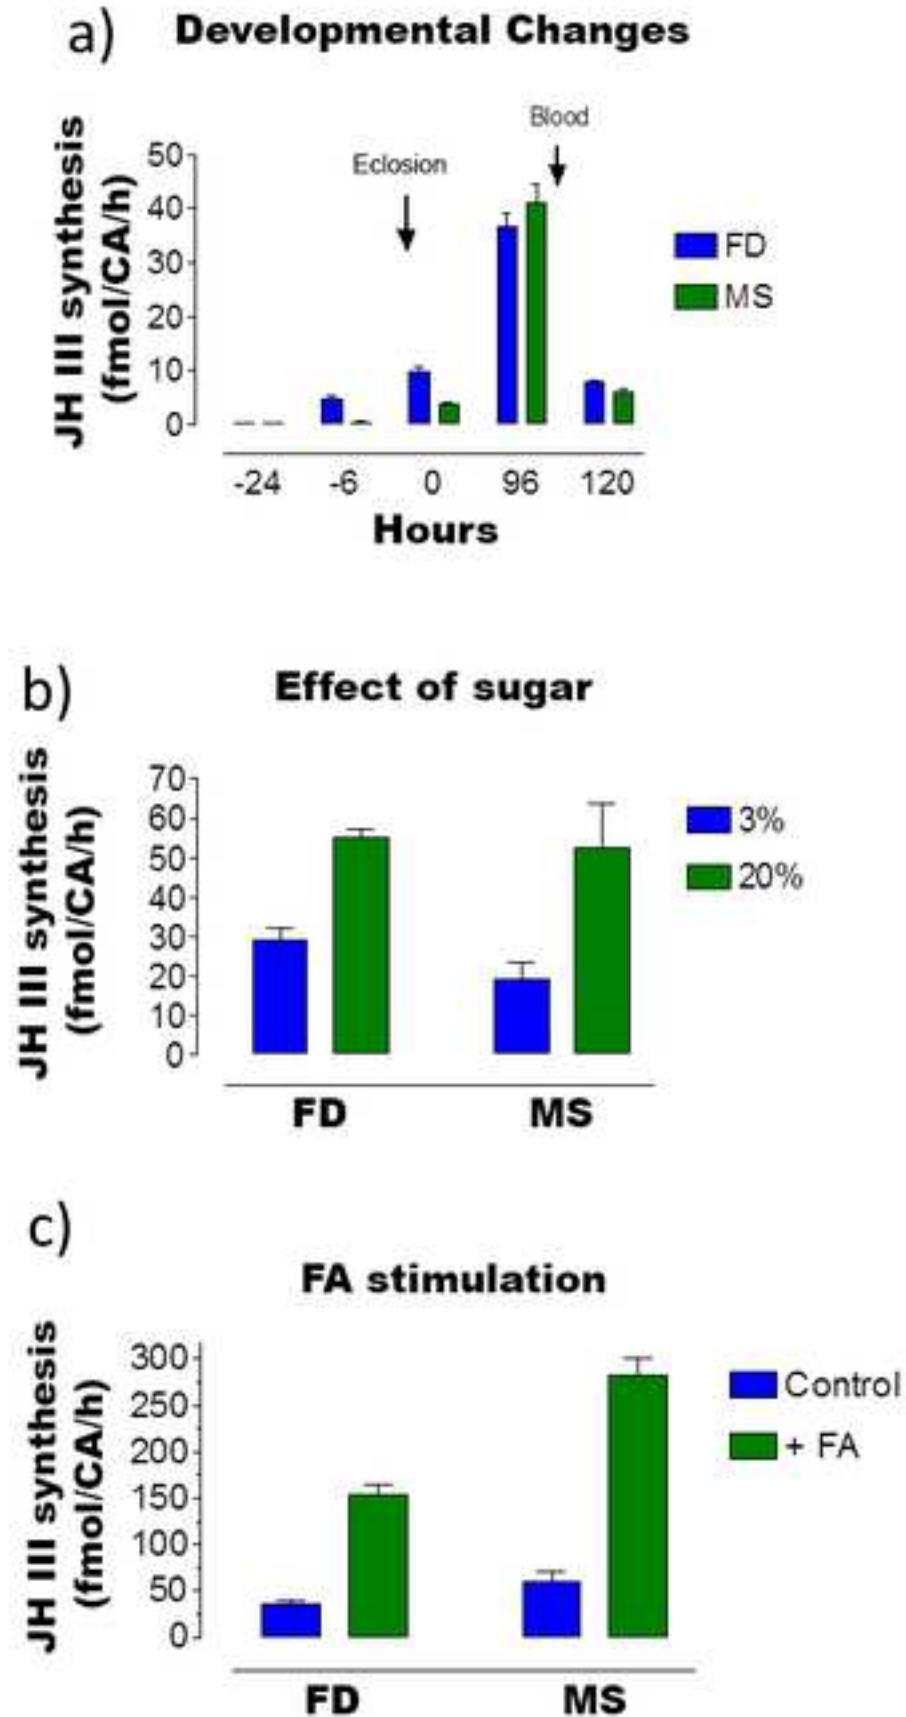 a) Developmental Changes
JH III synthesis
(fmol/CA/h)
50
40
30
20
10
0
Eclosion
Blood
FD
MS
-24 -6 0 96 120
Hours
b) Effect of sugar
JH III synthesis
(fmol/CA/h)
70
60
50
40
30
20
10
0
3%
20%
FD MS
c)
FA stimulation
JH III synthesis
(fmol/CA/h)
300
250
200
150
100
50
0
Control
+ FA
FD MS